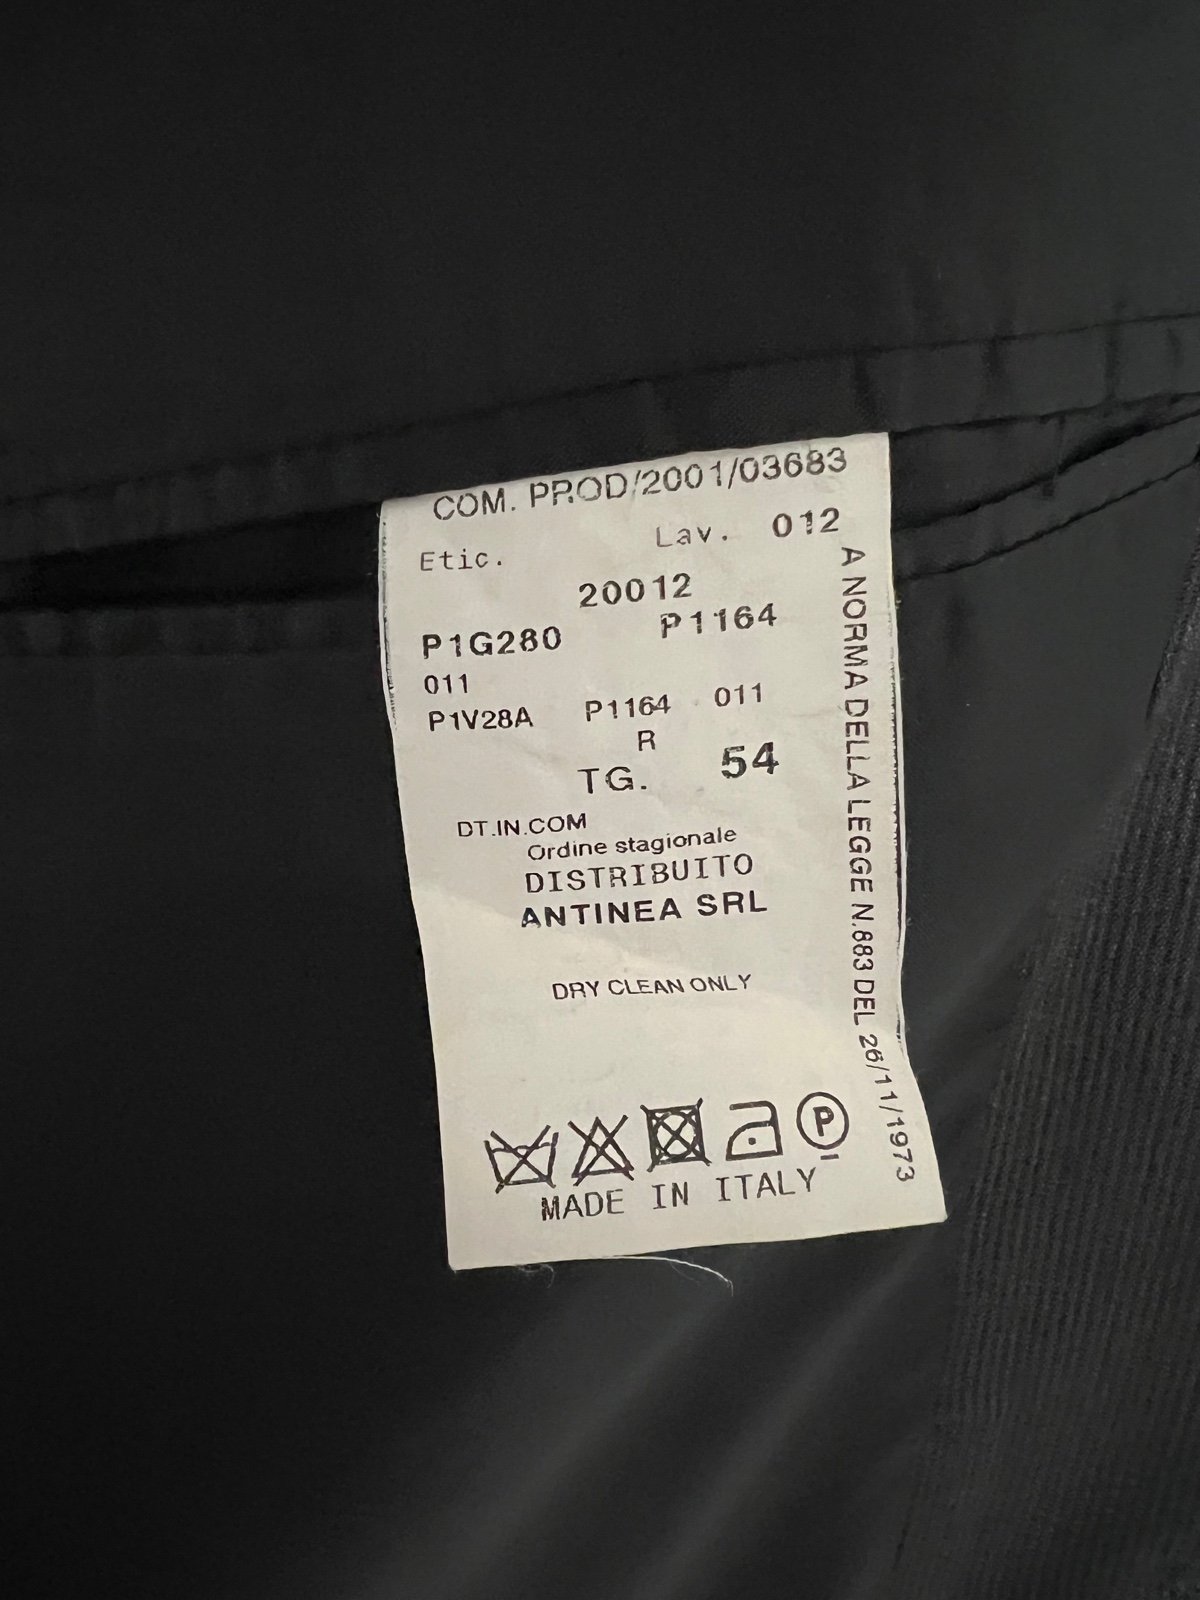 COM. PROD/2001/03683
Etic. Lav. 012
20012
P1G280 P1164
011
P1V28A P1164 011
R
TG. 54
DT.IN.COM
Ordine stagionale
DISTRIBUITO
ANTINEA SRL
DRY CLEAN ONLY
P
MADE IN ITALY
A NORMA DELLA LEGGE N.883 DEL 26/11/1973